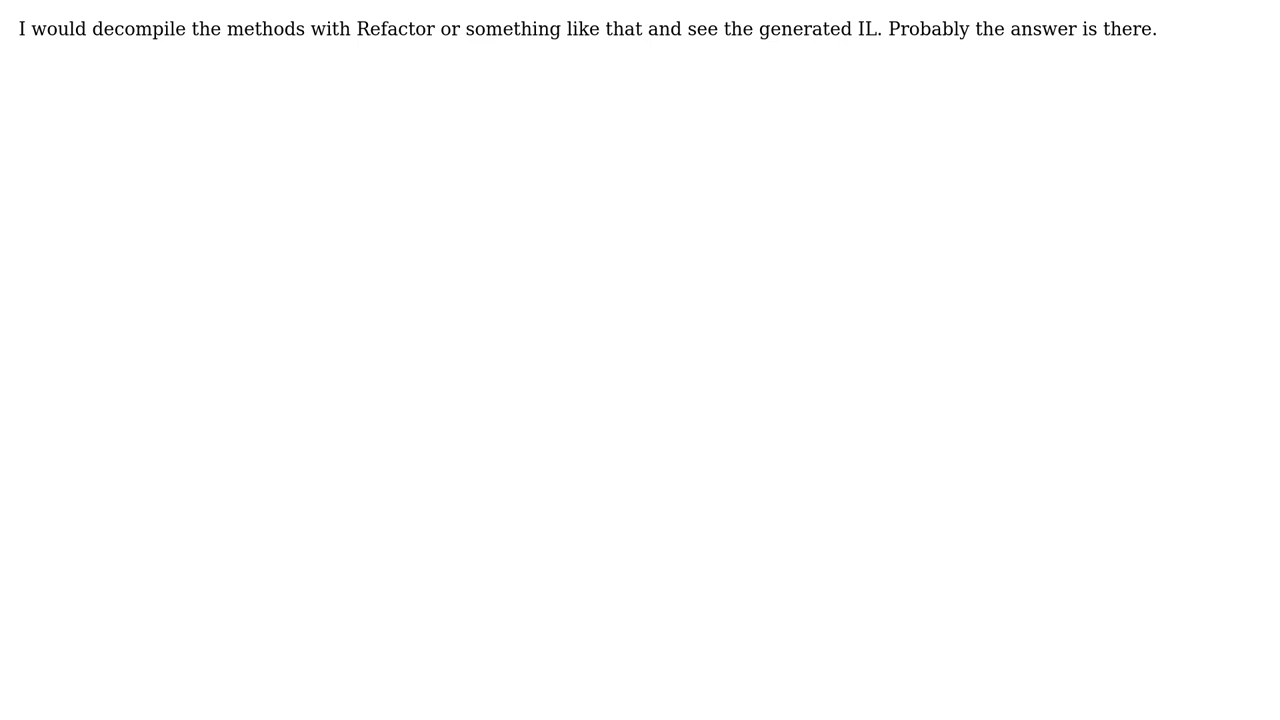 I would decompile the methods with Refactor or something like that and see the generated IL. Probably the answer is there.